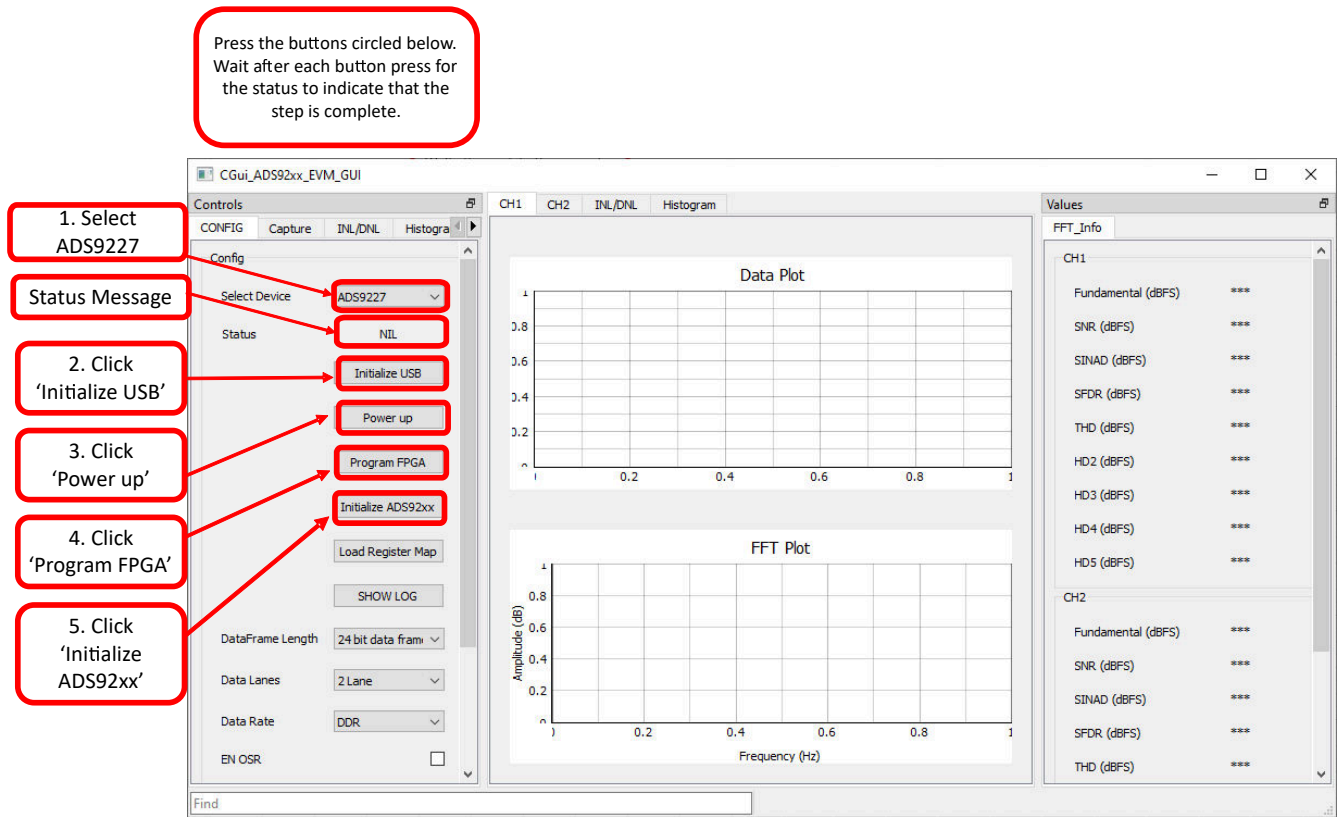 Press the buttons circled below.
Wait after each button press for
the status to indicate that the
step is complete.
CGui_ADS92xx_EVM_GUI
Controls
CONFIG Capture INL/DNL Histogra
Config
Select Device ADS9227
Status NIL
Initialize USB
Power up
Program FPGA
Initialize ADS92xx
Load Register Map
SHOW LOG
DataFrame Length 24 bit data fram
Data Lanes 2 Lane
Data Rate DDR
EN OSR
Find
1. Select
ADS9227
Status Message
2. Click
‘Initialize USB’
3. Click
‘Power up’
4. Click
‘Program FPGA’
5. Click
‘Initialize
ADS92xx’
CH1 CH2 INL/DNL Histogram
Data Plot
1
0.8
0.6
0.4
0.2
0
0.2 0.4 0.6 0.8 1
FFT Plot
Amplitude (dB)
1
0.8
0.6
0.4
0.2
0
0 0.2 0.4 0.6 0.8 1
Frequency (Hz)
Values
FFT_Info
CH1
Fundamental (dBFS) ***
SNR (dBFS) ***
SINAD (dBFS) ***
SFDR (dBFS) ***
THD (dBFS) ***
HD2 (dBFS) ***
HD3 (dBFS) ***
HD4 (dBFS) ***
HD5 (dBFS) ***
CH2
Fundamental (dBFS) ***
SNR (dBFS) ***
SINAD (dBFS) ***
SFDR (dBFS) ***
THD (dBFS) ***